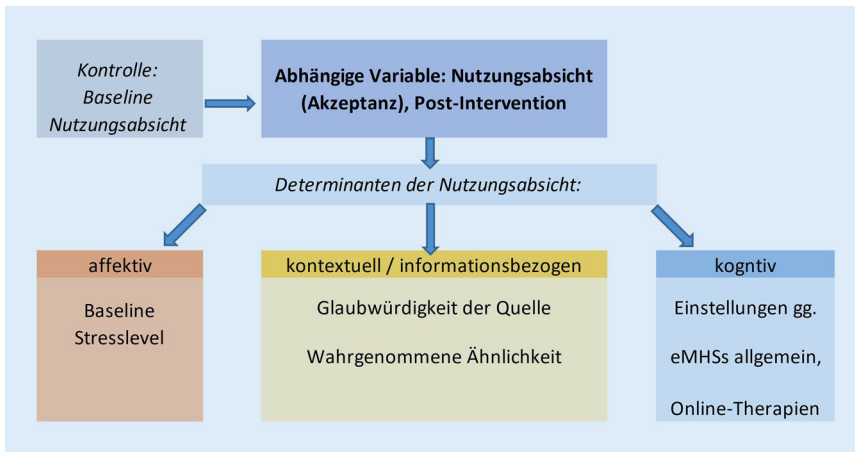 Kontrolle:
Baseline
Nutzungsabsicht
Abhängige Variable: Nutzungsabsicht
(Akzeptanz), Post-Intervention
Determinanten der Nutzungsabsicht:
affektiv
Baseline
Stresslevel
kontextuell / informationsbezogen
Glaubwürdigkeit der Quelle
Wahrgenommene Ähnlichkeit
kogntiv
Einstellungen gg.
eMHSs allgemein,
Online-Therapien